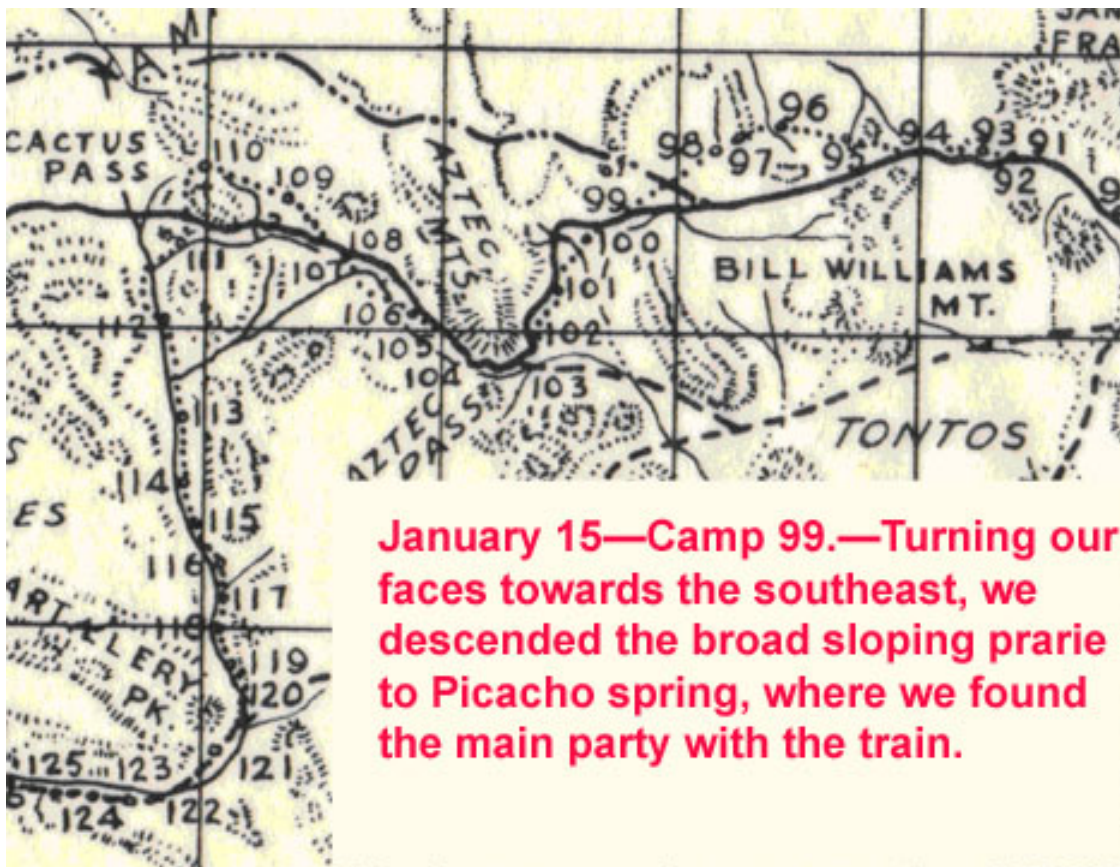 FRA
96
CACTUS
PASS
110
98
97
95
94
93
91
92
109
AZTEC
MTS.
99
108
100
111
107
BILL WILLIAMS
MT.
101
106
112
105
102
104
103
AZTEC
PASS
TONTOS
113
114
ES
115
116
117
119
120
PK.
125
123
121
124
122
January 15—Camp 99.—Turning our
faces towards the southeast, we
descended the broad sloping prarie
to Picacho spring, where we found
the main party with the train.